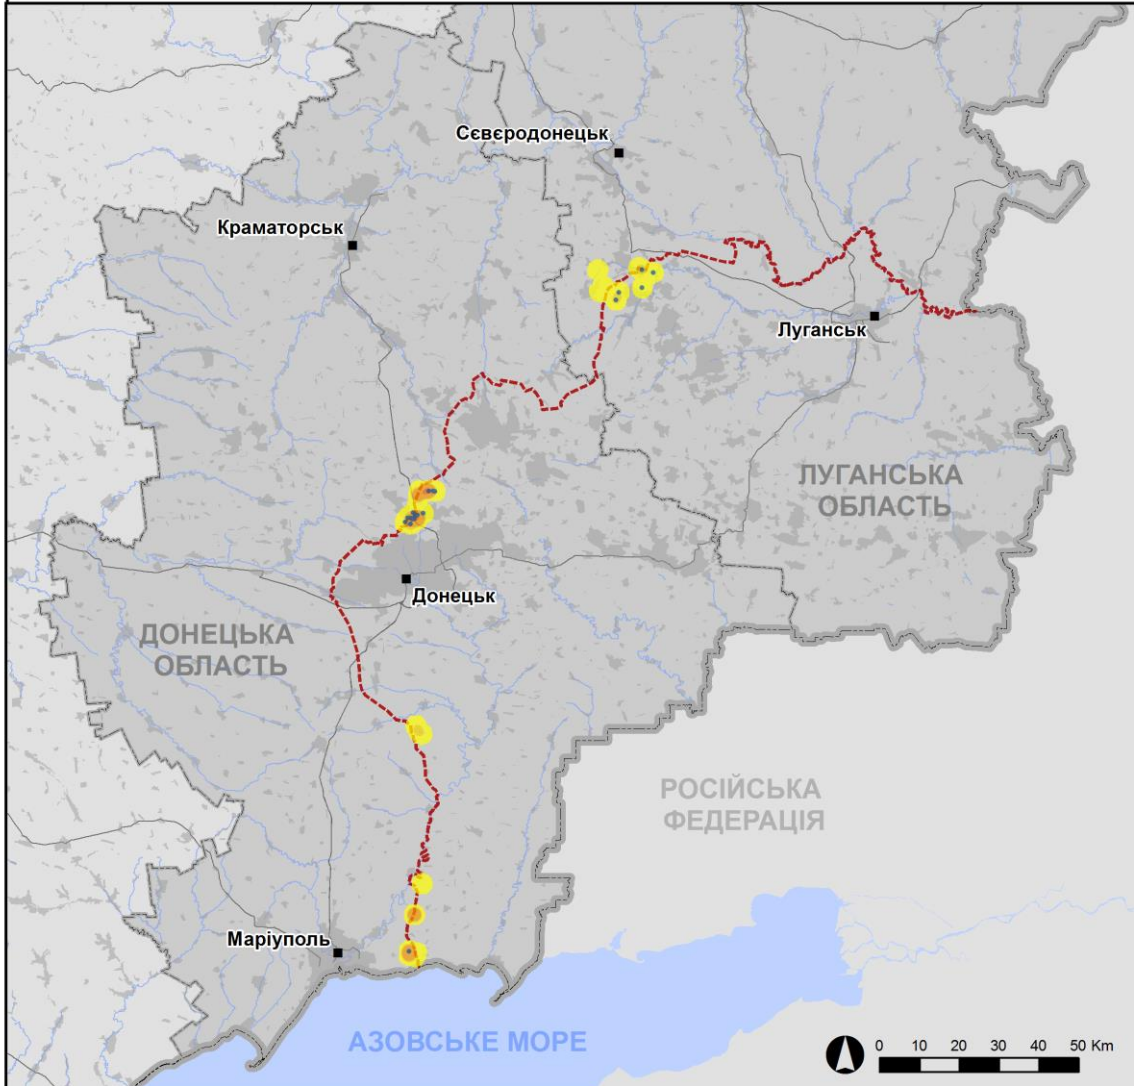 Сєвєродонецьк
Краматорськ
Луганськ
ЛУГАНСЬКА
ОБЛАСТЬ
Донецьк
ДОНЕЦЬКА
ОБЛАСТЬ
РОСІЙСЬКА
ФЕДЕРАЦІЯ
Маріуполь
АЗОВСЬКЕ МОРЕ
0 10 20 30 40 50 Km